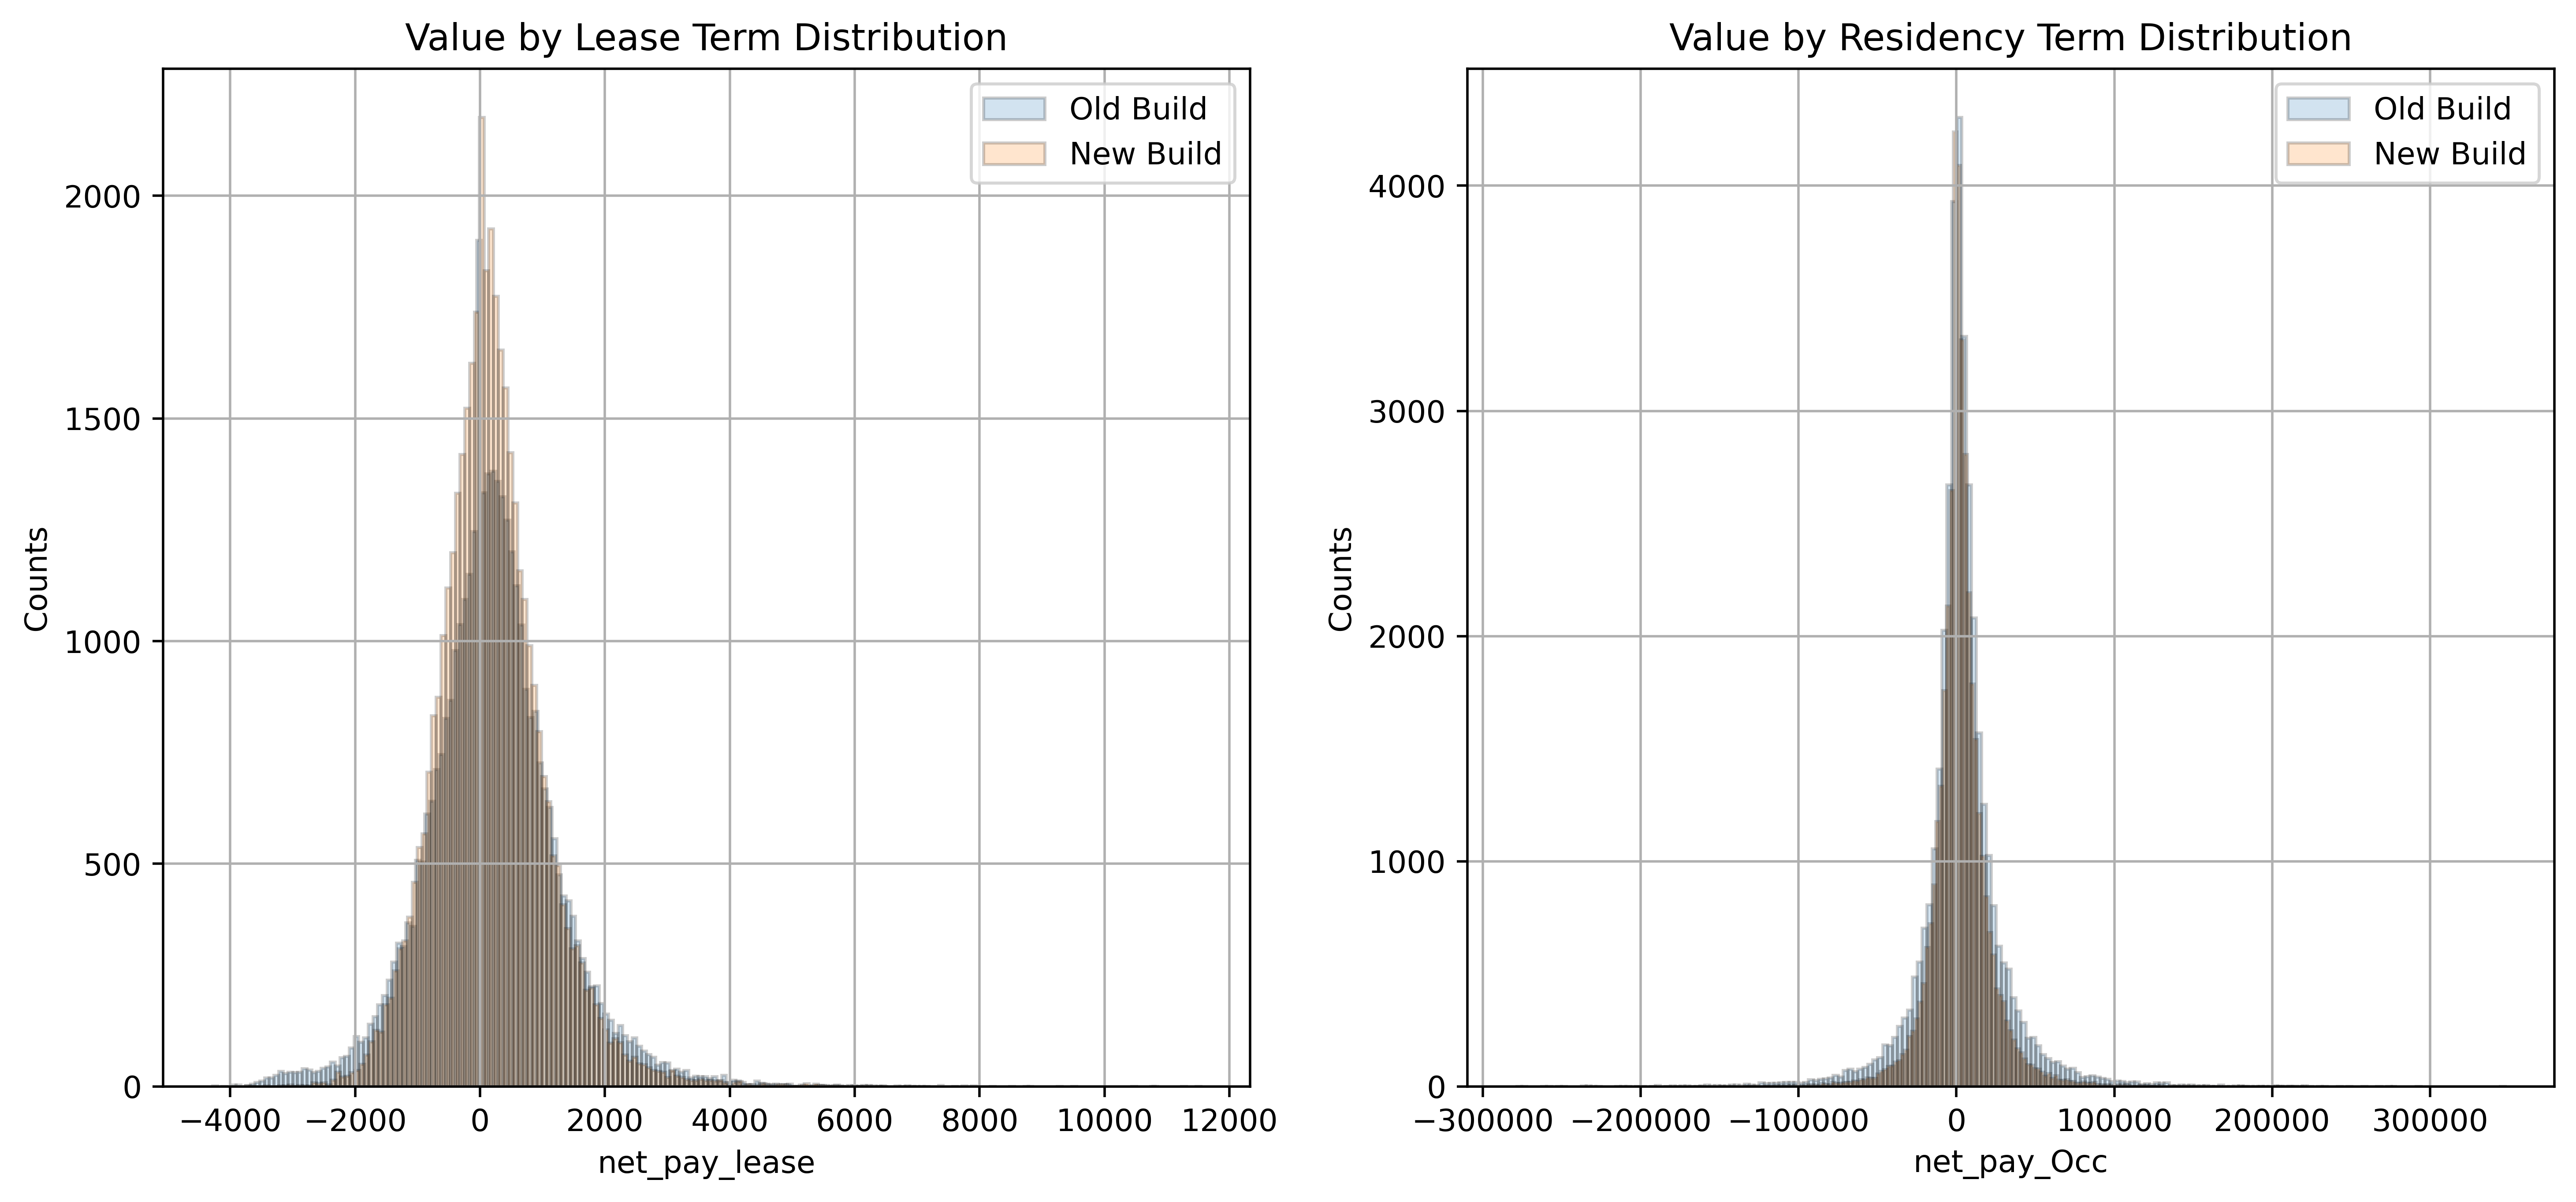 Value by Lease Term Distribution
Old Build
New Build
2000
1500
1000
500
0
Counts
−4000 −2000 0 2000 4000 6000 8000 10000 12000
net_pay_lease
Value by Residency Term Distribution
Old Build
New Build
4000
3000
2000
1000
0
Counts
−300000 −200000 −100000 0 100000 200000 300000
net_pay_Occ